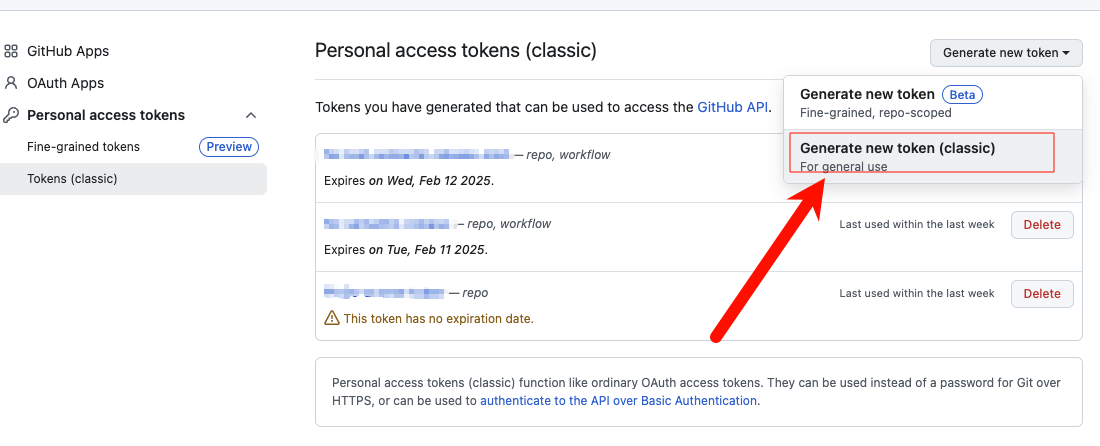 GitHub Apps
OAuth Apps
Personal access tokens
Fine-grained tokens Preview
Tokens (classic)
Personal access tokens (classic)
Generate new token
Generate new token Beta
Fine-grained, repo-scoped
Generate new token (classic)
For general use
Tokens you have generated that can be used to access the GitHub API.
— repo, workflow
Expires on Wed, Feb 12 2025.
– repo, workflow
Last used within the last week
Delete
Expires on Tue, Feb 11 2025.
— repo
Last used within the last week
Delete
This token has no expiration date.
Personal access tokens (classic) function like ordinary OAuth access tokens. They can be used instead of a password for Git over
HTTPS, or can be used to authenticate to the API over Basic Authentication.